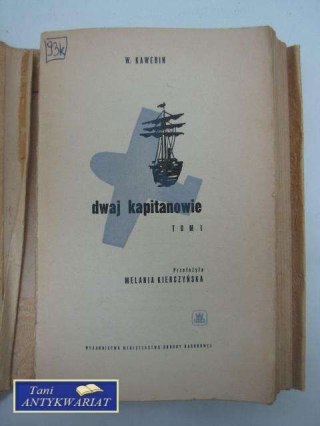 93k
W. KAWERIN
dwaj kapitanowie
TOM I
Przełożyła
MELANIA KIERCZYŃSKA
WYDAWNICTWO MINISTERSTWA OBRONY NARODOWEJ
Tani
ANTYKWARIAT